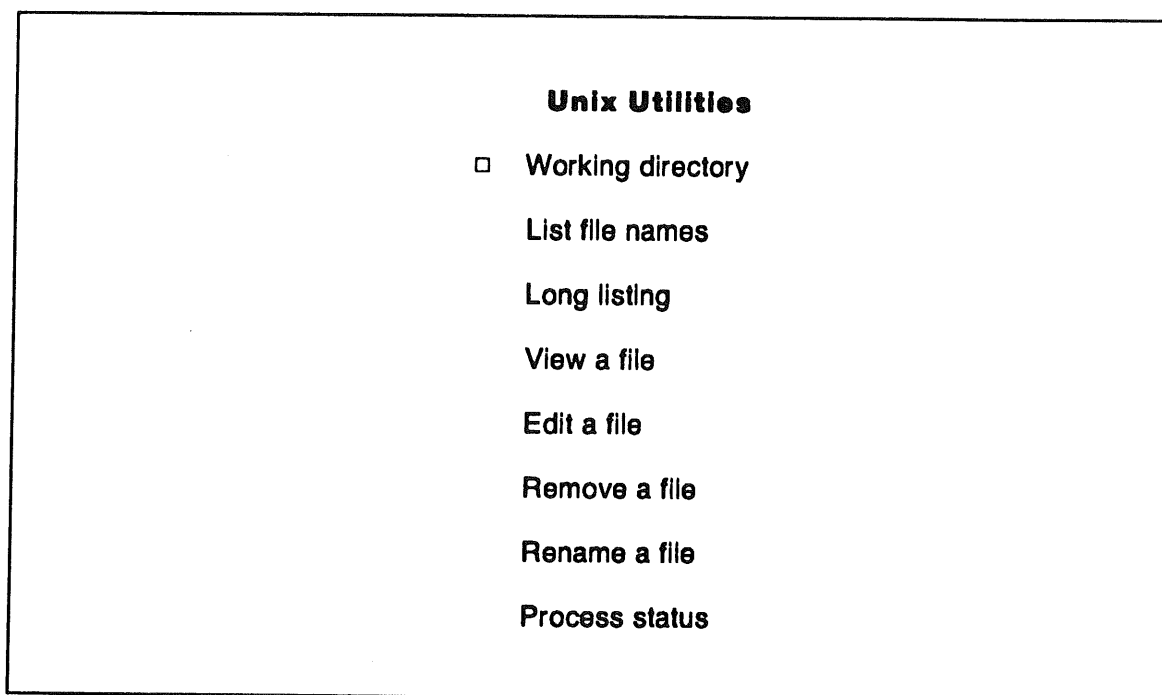 Unix Utilities
Working directory
List file names
Long listing
View a file
Edit a file
Remove a file
Rename a file
Process status